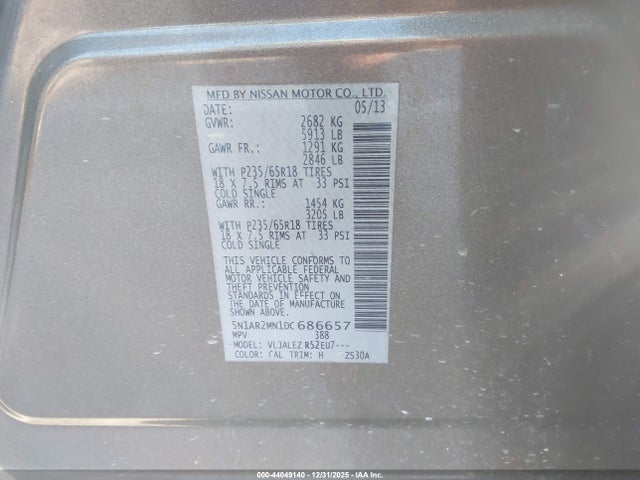 MFD BY NISSAN MOTOR CO., LTD.
DATE: 05/13
GVWR: 2682 KG
5913 LB
GAWR FR.: 1291 KG
2846 LB
WITH P235/65R18 TIRES
18 X 7.5 RIMS AT 33 PSI
COLD SINGLE
GAWR RR.: 1454 KG
3205 LB
WITH P235/65R18 TIRES
18 X 7.5 RIMS AT 33 PSI
COLD SINGLE
THIS VEHICLE CONFORMS TO
ALL APPLICABLE FEDERAL
MOTOR VEHICLE SAFETY AND
THEFT PREVENTION
STANDARDS IN EFFECT ON
THE DATE OF MANUFACTURE
SHOWN ABOVE.
5N1AR2MN1DC686657
MPV 388
MODEL: VLJALEZ R52EU7---
COLOR: CAL TRIM: H ZS30A
000-44049140 - 12/31/2025 - IAA Inc.